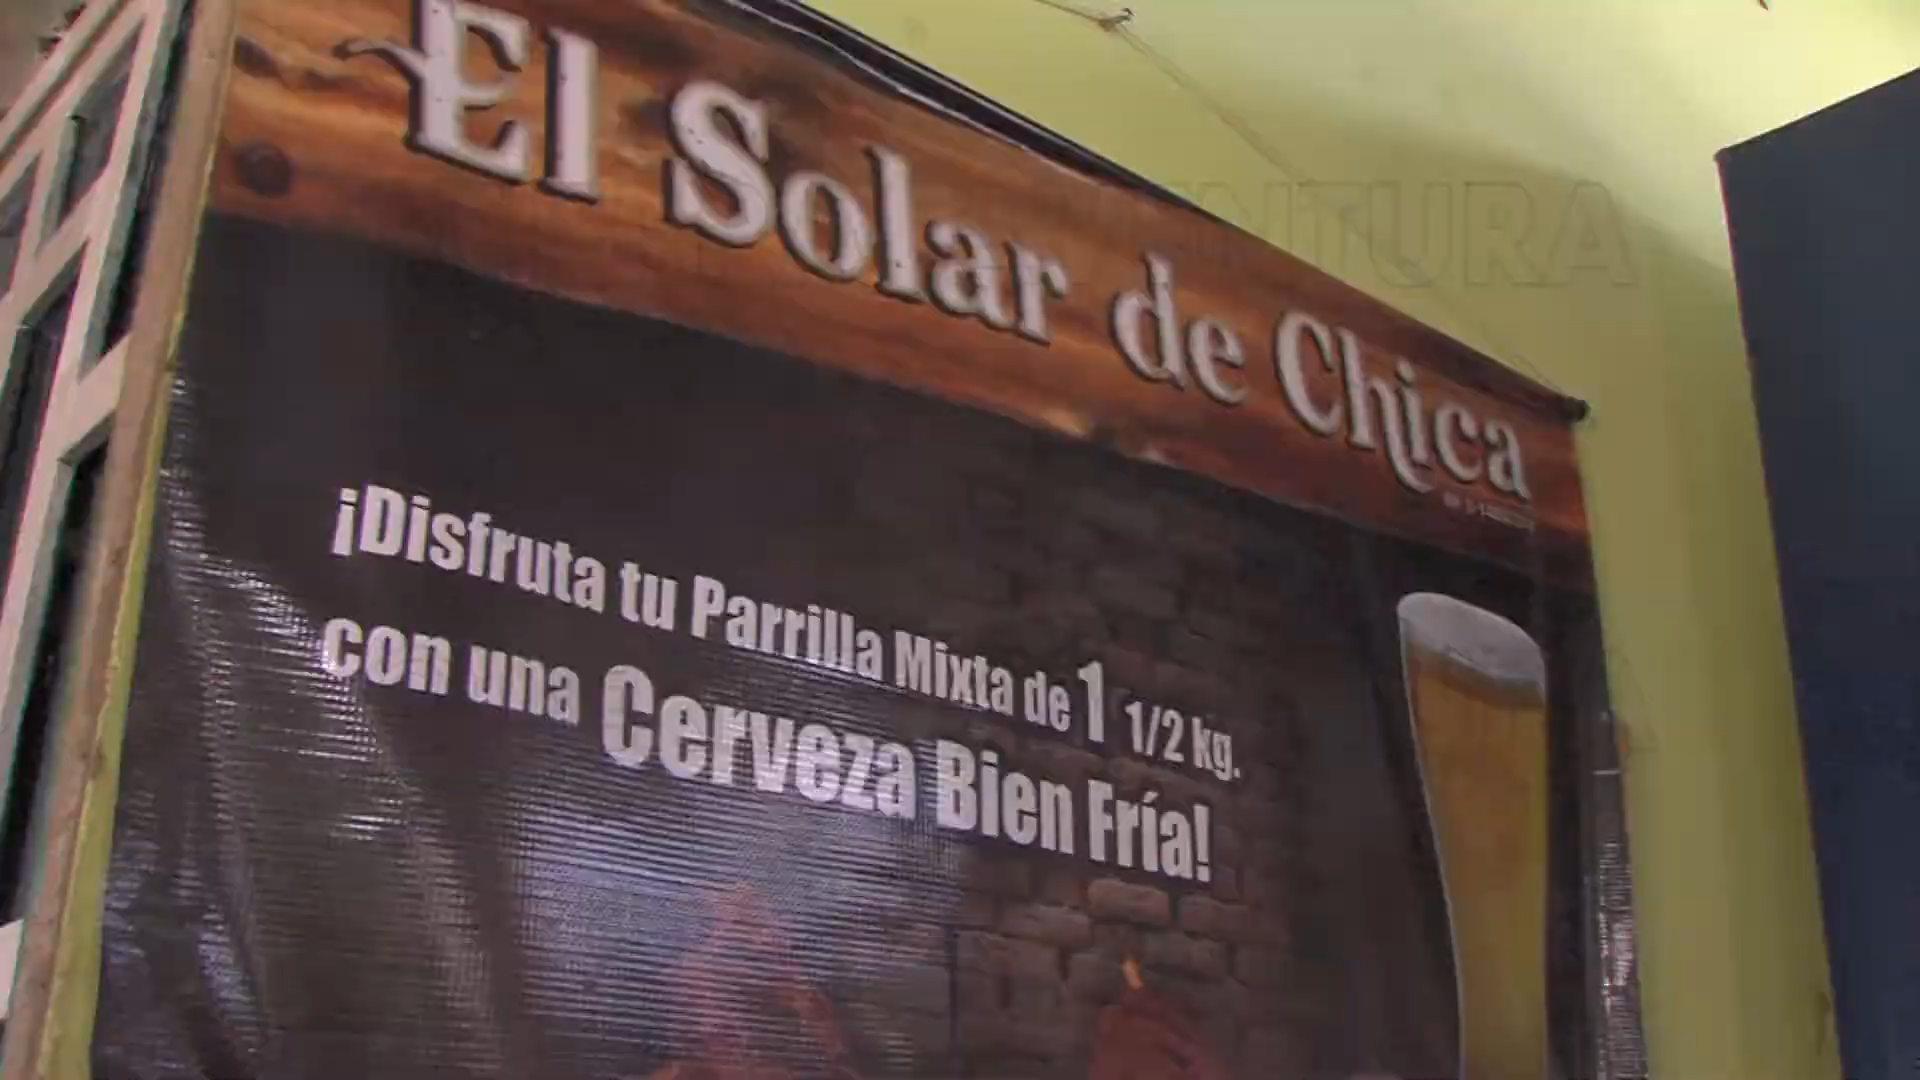 El Solar de Chica
¡Disfruta tu Parrilla Mixta de 1 1/2 kg.
con una Cerveza Bien Fría!